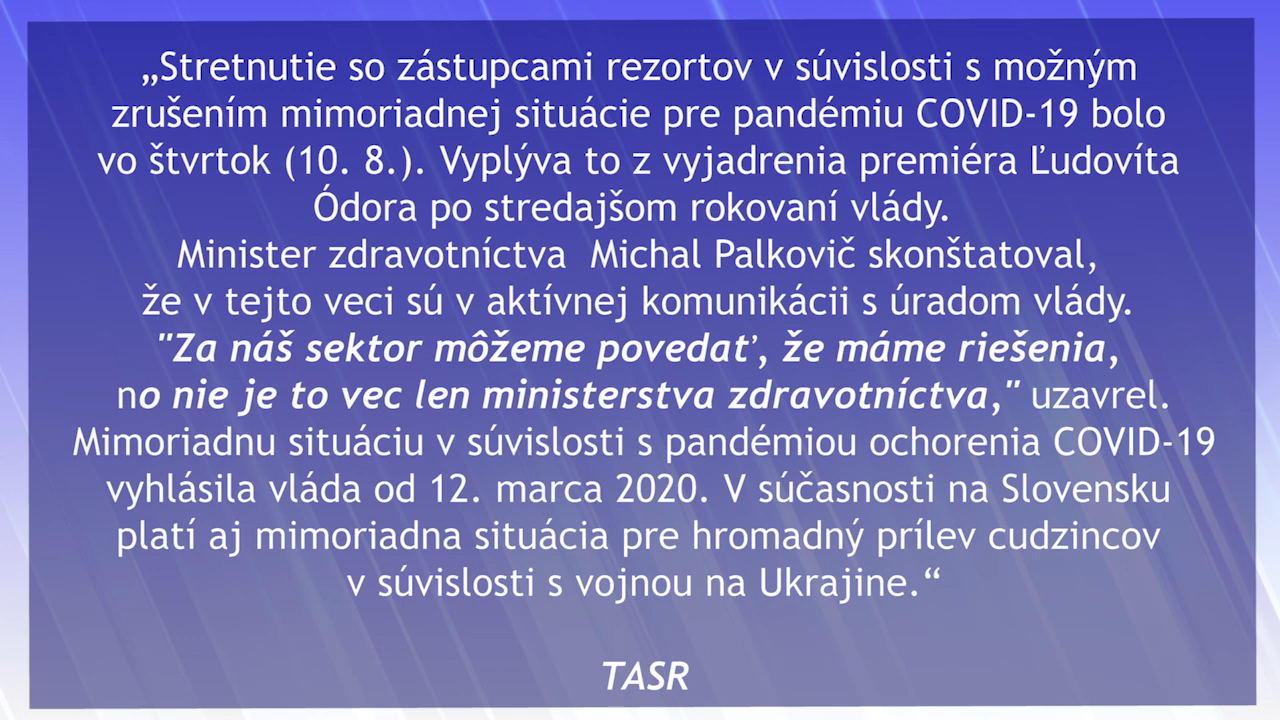 „Stretnutie so zástupcami rezortov v súvislosti s možným
zrušením mimoriadnej situácie pre pandémiu COVID-19 bolo
vo štvrtok (10. 8.). Vyplýva to z vyjadrenia premiéra Ľudovíta
Ódora po stredajšom rokovaní vlády.
Minister zdravotníctva  Michal Palkovič skonštatoval,
že v tejto veci sú v aktívnej komunikácii s úradom vlády.
"Za náš sektor môžeme povedať, že máme riešenia,
no nie je to vec len ministerstva zdravotníctva," uzavrel.
Mimoriadnu situáciu v súvislosti s pandémiou ochorenia COVID-19
vyhlásila vláda od 12. marca 2020. V súčasnosti na Slovensku
platí aj mimoriadna situácia pre hromadný prílev cudzincov
v súvislosti s vojnou na Ukrajine.“
TASR